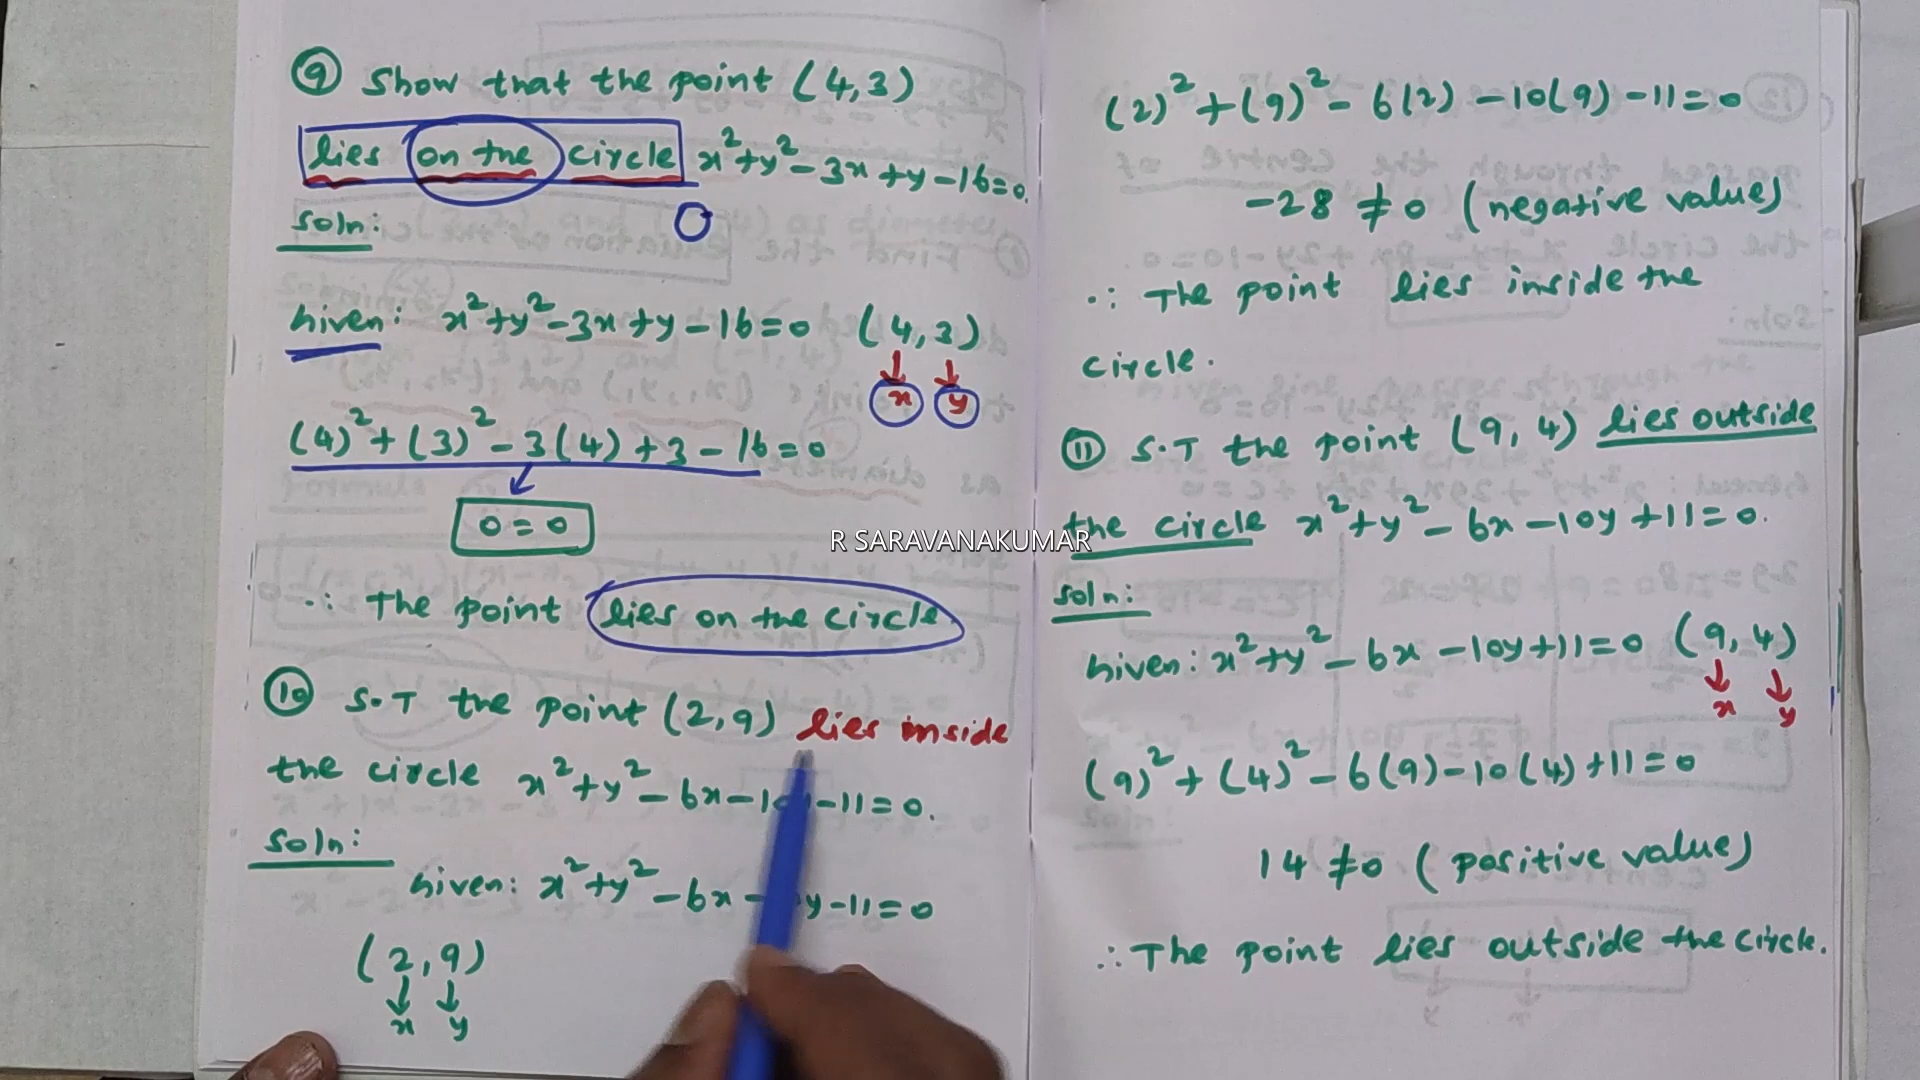 9 Show that the point (4,3)
lies on the circle x²+y²-3x+y-16=0.
0
Soln:
Given: x²+y²-3x+y-16=0 (4,3)
x y
(4)²+(3)²-3(4)+3-16=0
0=0
∴ The point lies on the circle
10 S.T the point (2,9) lies inside
the circle x²+y²-6x-10y-11=0.
Soln:
Given: x²+y²-6x-y-11=0
(2,9)
x y
(2)²+(9)²-6(2)-10(9)-11=0
-28≠0 (negative value)
∴ The point lies inside the
circle.
11 S.T the point (9,4) lies outside
the circle x²+y²-6x-10y+11=0.
Soln:
Given: x²+y²-6x-10y+11=0 (9,4)
x y
(9)²+(4)²-6(9)-10(4)+11=0
14≠0 (positive value)
∴ The point lies outside the circle.
R SARAVANAKUMAR